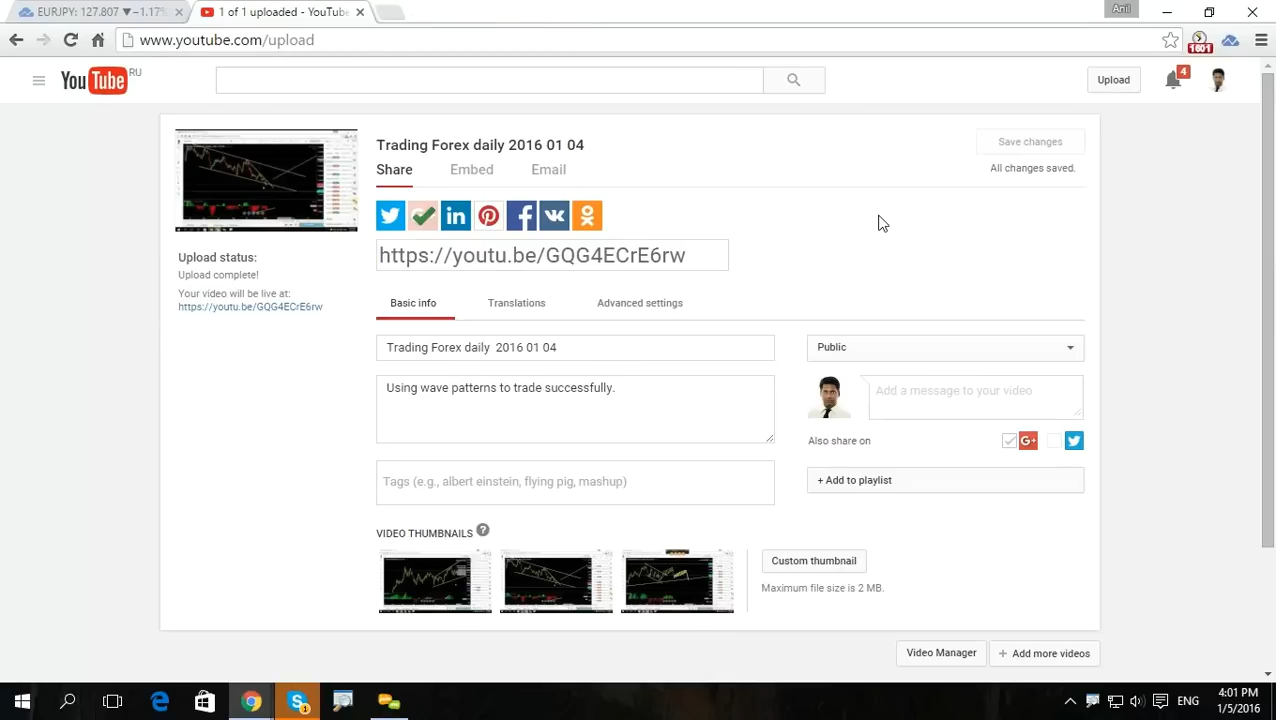 EURJPY: 127.807 ▼−1.17%
1 of 1 uploaded - YouTube
Anil
www.youtube.com/upload
1601
YouTube RU
Upload
4
Trading Forex daily 2016 01 04
Save changes
Share Embed Email
All changes saved.
https://youtu.be/GQG4ECrE6rw
Upload status:
Upload complete!
Your video will be live at:
https://youtu.be/GQG4ECrE6rw
Basic info Translations Advanced settings
Trading Forex daily 2016 01 04
Public
Using wave patterns to trade successfully.
Add a message to your video
Also share on
G+
Tags (e.g., albert einstein, flying pig, mashup)
+ Add to playlist
VIDEO THUMBNAILS ?
Custom thumbnail
Maximum file size is 2 MB.
Video Manager
+ Add more videos
ENG
4:01 PM
1/5/2016